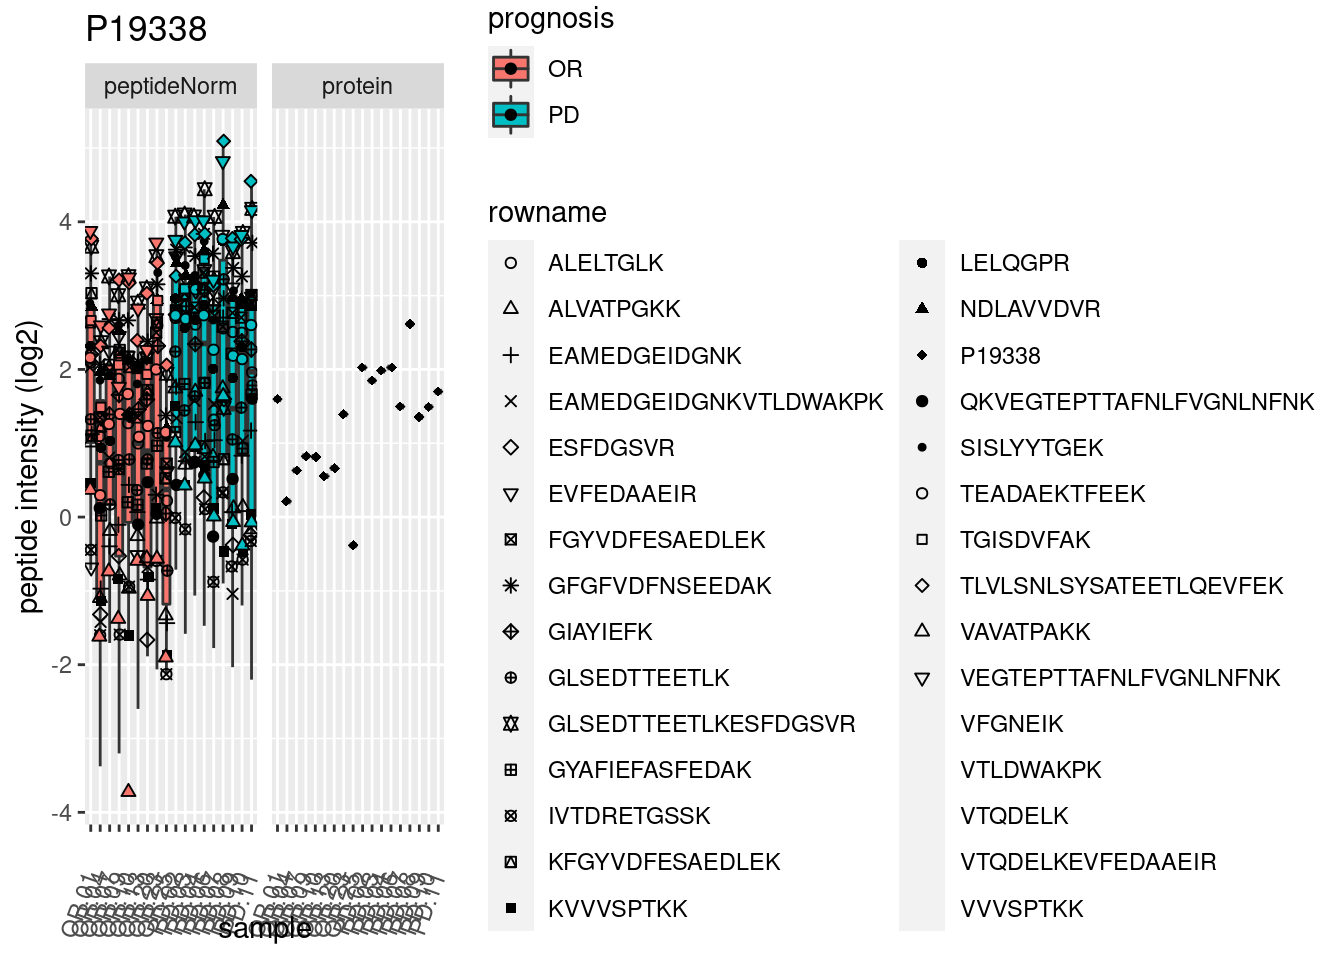 P19338
peptideNorm
protein
peptide intensity (log2)
4
2
0
-2
-4
sample
prognosis
OR
PD
rowname
ALELTGLK
ALVATPGKK
EAMEDGEIDGNK
EAMEDGEIDGNKVTLDWAKPK
ESFDGSVR
EVFEDAAEIR
FGYVDFESAEDLEK
GFGFVDFNSEEDAK
GIAYIEFK
GLSEDTTEETLK
GLSEDTTEETLKESFDGSVR
GYAFIEFASFEDAK
IVTDRETGSSK
KFGYVDFESAEDLEK
KVVVSPTKK
LELQGPR
NDLAVVDVR
P19338
QKVEGTEPTTAFNLFVGNLNFNK
SISLYYTGEK
TEADAEKTFEEK
TGISDVFAK
TLVLSNLSYSATEETLQEVFEK
VAVATPAKK
VEGTEPTTAFNLFVGNLNFNK
VFGNEIK
VTLDWAKPK
VTQDELK
VTQDELKEVFEDAAEIR
VVVSPTKK